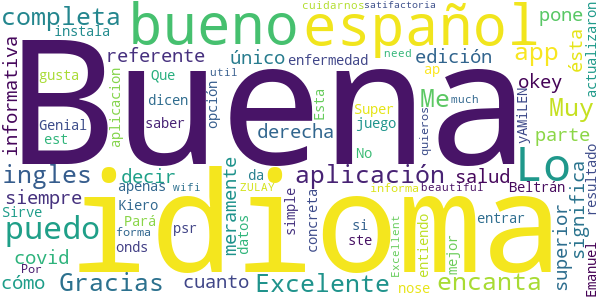 cuidarnos satisfactoria
completa bueno español pone
instala
referente único edición app ésta actualizaron
informativa gusta Que enfermedad ap need okey
Buena
aplicacion dicen opción util Esta Super Me Muy
Genial saber derecha juego much yAMiLEN
est No quieros parte
ingles decir da aplicación salud Lo significa
siempre apenas wifi ZULAY informa beautiful Beltrán superior resultado
Sirve Kiero meramente simple concreta idioma
puedo Pará datos si entrar
forma psr ste Excellent entiendo mejor
covid onds
cómo Por Gracias cuanto Excelente nose encanta Emanuel